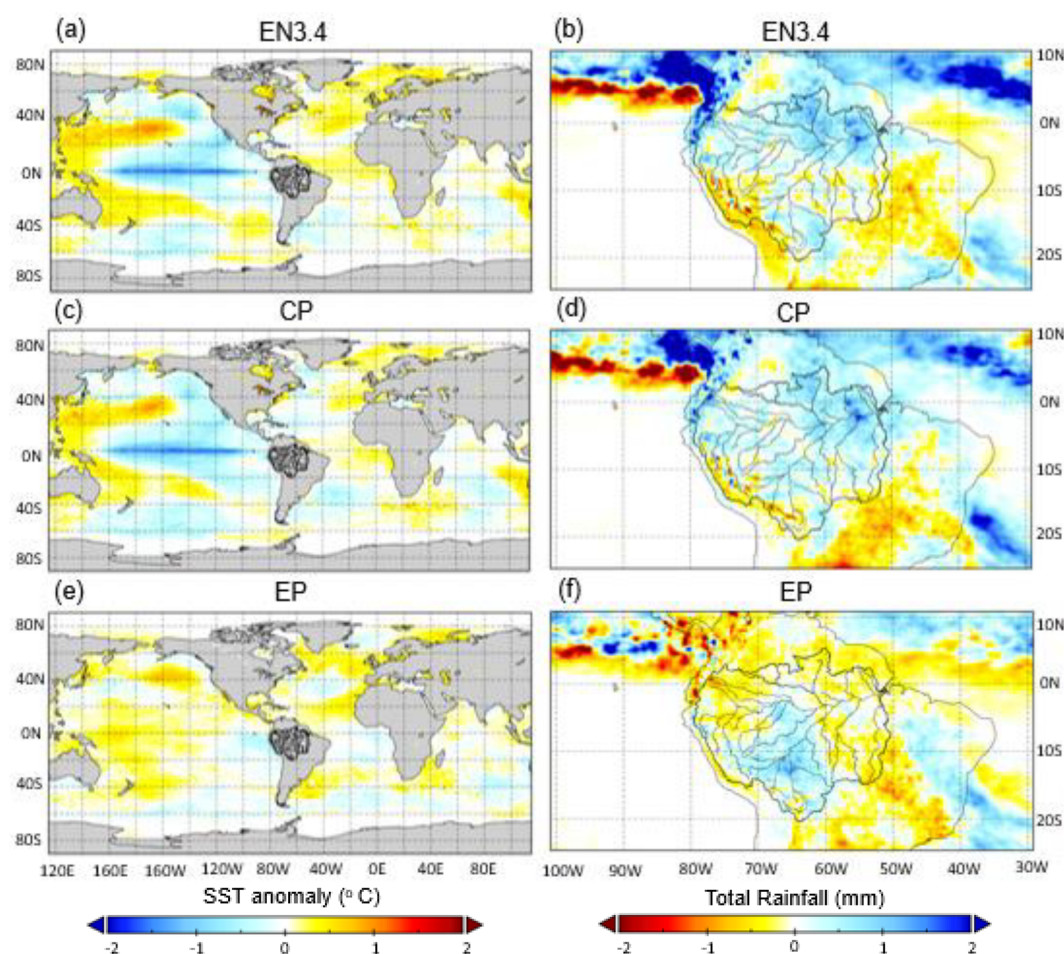 (a) EN3.4 (b) EN3.4
80N
40N
0N
40S
80S
10N
0N
10S
20S
(c) CP (d) CP
80N
40N
0N
40S
80S
10N
0N
10S
20S
(e) EP (f) EP
80N
40N
0N
40S
80S
10N
0N
10S
20S
120E 160E 160W 120W 80W 40W 0E 40E 80E
100W 90W 80W 70W 60W 50W 40W 30W
SST anomaly (° C) Total Rainfall (mm)
-2 -1 0 1 2
-2 -1 0 1 2